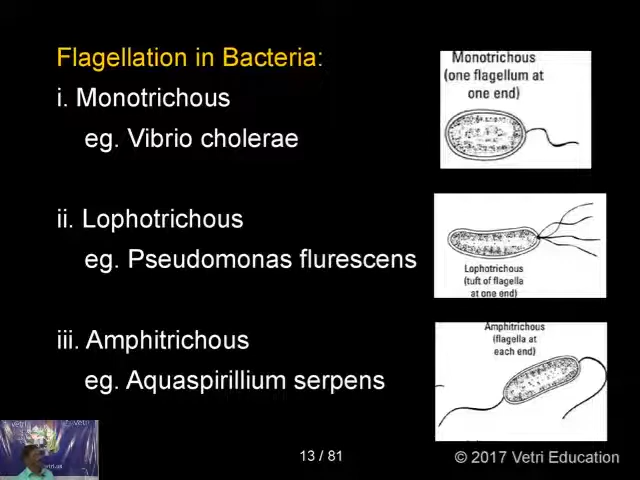 Flagellation in Bacteria:
i. Monotrichous
eg. Vibrio cholerae
Monotrichous
(one flagellum at
one end)
ii. Lophotrichous
eg. Pseudomonas flurescens
Lophotrichous
(tuft of flagella
at one end)
iii. Amphitrichous
eg. Aquaspirillium serpens
Amphitrichous
(flagella at
each end)
13 / 81
© 2017 Vetri Education